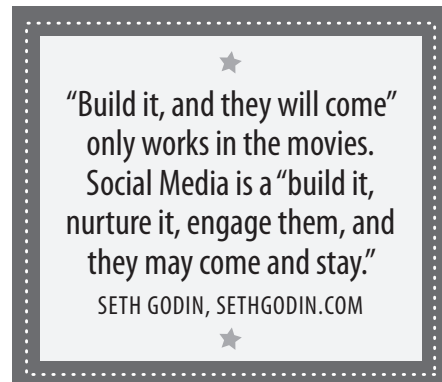 “Build it, and they will come”
only works in the movies.
Social Media is a “build it,
nurture it, engage them, and
they may come and stay.”
SETH GODIN, SETHGODIN.COM